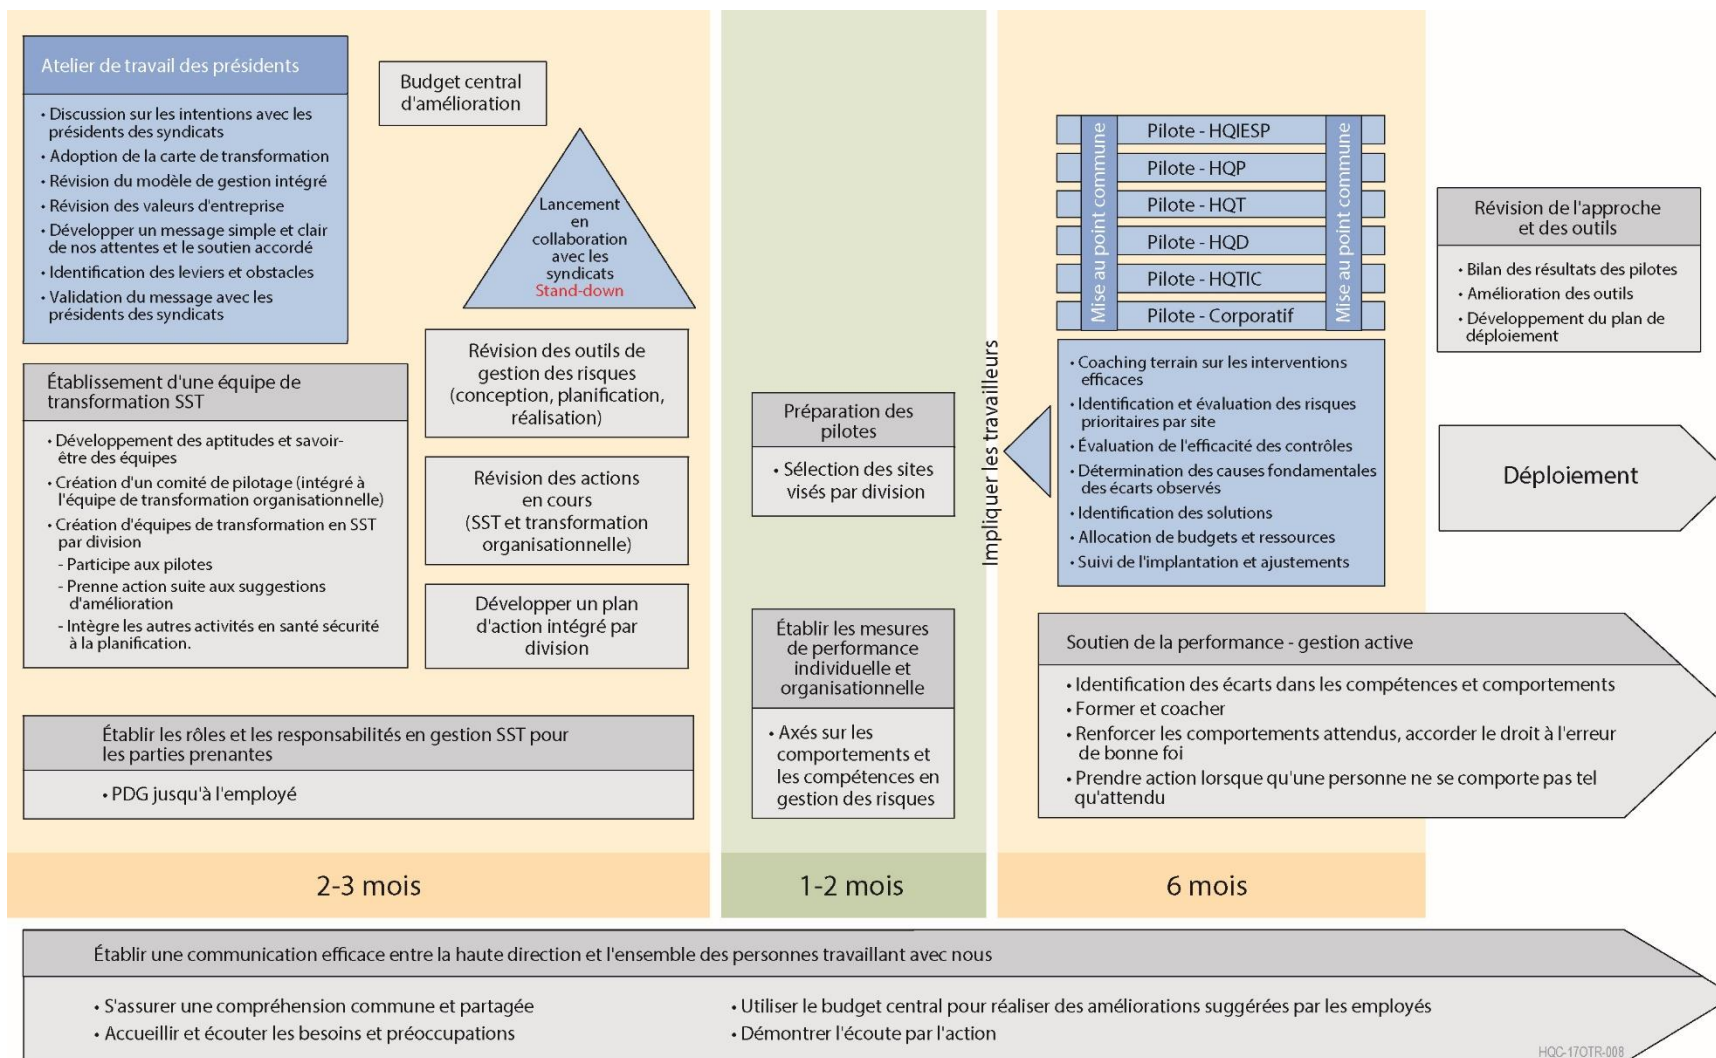 Atelier de travail des présidents
• Discussion sur les intentions avec les
présidents des syndicats
• Adoption de la carte de transformation
• Révision du modèle de gestion intégré
• Révision des valeurs d'entreprise
• Développer un message simple et clair
de nos attentes et le soutien accordé
• Identification des leviers et obstacles
• Validation du message avec les
présidents des syndicats
Budget central
d'amélioration
Lancement
en
collaboration
avec les
syndicats
Stand-down
Établissement d'une équipe de
transformation SST
• Développement des aptitudes et savoir-
être des équipes
• Création d'un comité de pilotage (intégré à
l'équipe de transformation organisationnelle)
• Création d'équipes de transformation en SST
par division
- Participe aux pilotes
- Prenne action suite aux suggestions
d'amélioration
- Intègre les autres activités en santé sécurité
à la planification.
Révision des outils de
gestion des risques
(conception, planification,
réalisation)
Révision des actions
en cours
(SST et transformation
organisationnelle)
Développer un plan
d'action intégré par
division
Établir les rôles et les responsabilités en gestion SST pour
les parties prenantes
• PDG jusqu'à l'employé
2-3 mois
Préparation des
pilotes
• Sélection des sites
visés par division
Établir les mesures
de performance
individuelle et
organisationnelle
• Axés sur les
comportements et
les compétences en
gestion des risques
1-2 mois
Impliquer les travailleurs
Pilote - HQIESP
Pilote - HQP
Pilote - HQT
Pilote - HQD
Pilote - HQTIC
Pilote - Corporatif
Mise au point commune
Mise au point commune
• Coaching terrain sur les interventions
efficaces
• Identification et évaluation des risques
prioritaires par site
• Évaluation de l'efficacité des contrôles
• Détermination des causes fondamentales
des écarts observés
• Identification des solutions
• Allocation de budgets et ressources
• Suivi de l'implantation et ajustements
Révision de l'approche
et des outils
• Bilan des résultats des pilotes
• Amélioration des outils
• Développement du plan de
déploiement
Déploiement
Soutien de la performance - gestion active
• Identification des écarts dans les compétences et comportements
• Former et coacher
• Renforcer les comportements attendus, accorder le droit à l'erreur
de bonne foi
• Prendre action lorsque qu'une personne ne se comporte pas tel
qu'attendu
6 mois
Établir une communication efficace entre la haute direction et l'ensemble des personnes travaillant avec nous
• S'assurer une compréhension commune et partagée
• Accueillir et écouter les besoins et préoccupations
• Utiliser le budget central pour réaliser des améliorations suggérées par les employés
• Démontrer l'écoute par l'action
HQC-17OTR-008